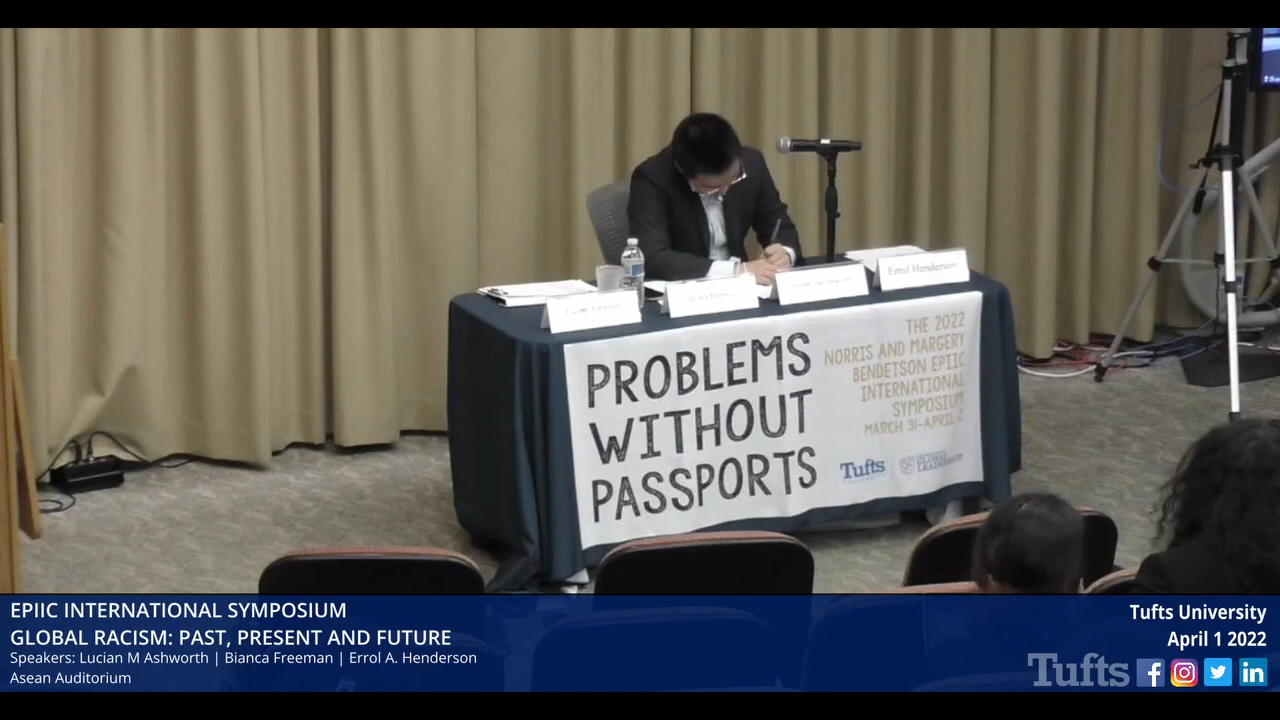 Errol Henderson
PROBLEMS
WITHOUT
PASSPORTS
THE 2022
NORRIS AND MARGERY
BENDETSON EPIIC
INTERNATIONAL
SYMPOSIUM
MARCH 31-APRIL 2
Tufts
GLOBAL
LEADERSHIP
EPIIC INTERNATIONAL SYMPOSIUM
GLOBAL RACISM: PAST, PRESENT AND FUTURE
Speakers: Lucian M Ashworth | Bianca Freeman | Errol A. Henderson
Asean Auditorium
Tufts University
April 1 2022
Tufts